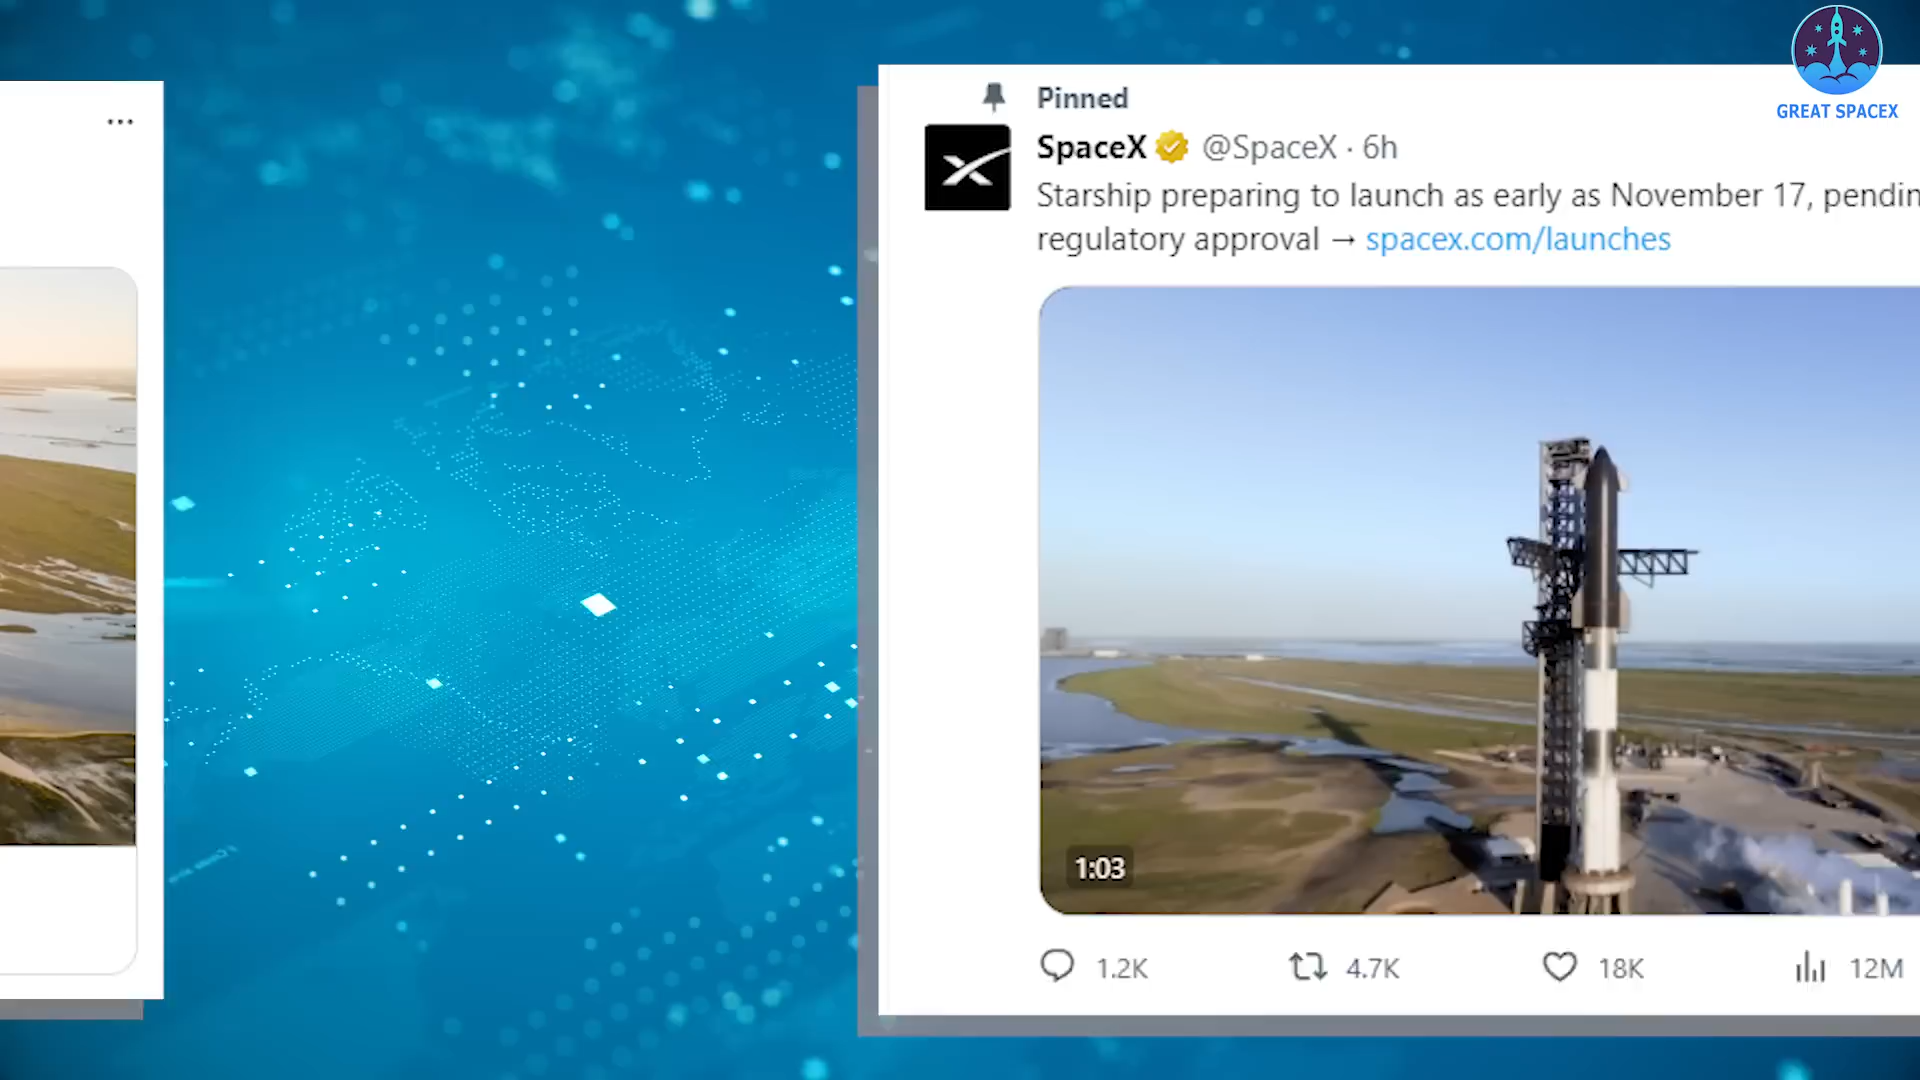 GREAT SPACEX
Pinned
SpaceX @SpaceX · 6h
Starship preparing to launch as early as November 17,
regulatory approval → spacex.com/launches
1:03
1.2K 4.7K 18K 12M